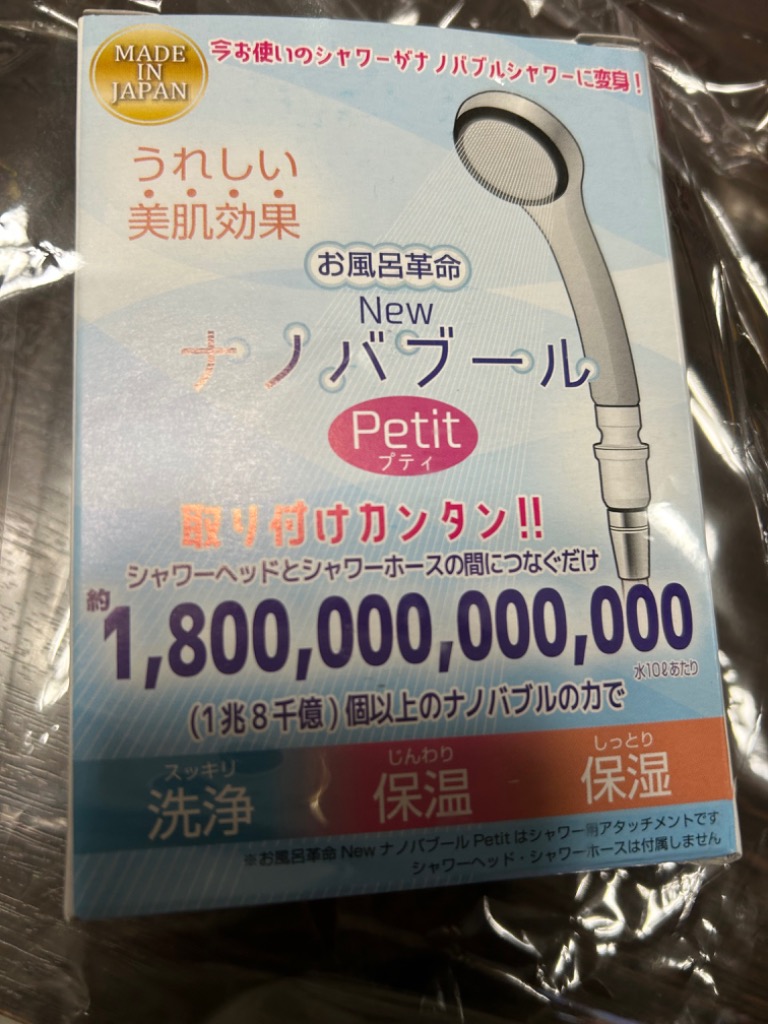 MADE
IN
JAPAN
今お使いのシャワーがナノバブルシャワーに変身！
うれしい
美肌効果
お風呂革命
New
ナノバブール
Petit
プティ
取り付けカンタン!!
シャワーヘッドとシャワーホースの間につなぐだけ
約1,800,000,000,000
水10ℓあたり
(1兆8千億)個以上のナノバブルの力で
スッキリ
洗浄
じんわり
保温
しっとり
保湿
※お風呂革命 New ナノバブール Petit はシャワー用アタッチメントです
シャワーヘッド・シャワーホースは付属しません